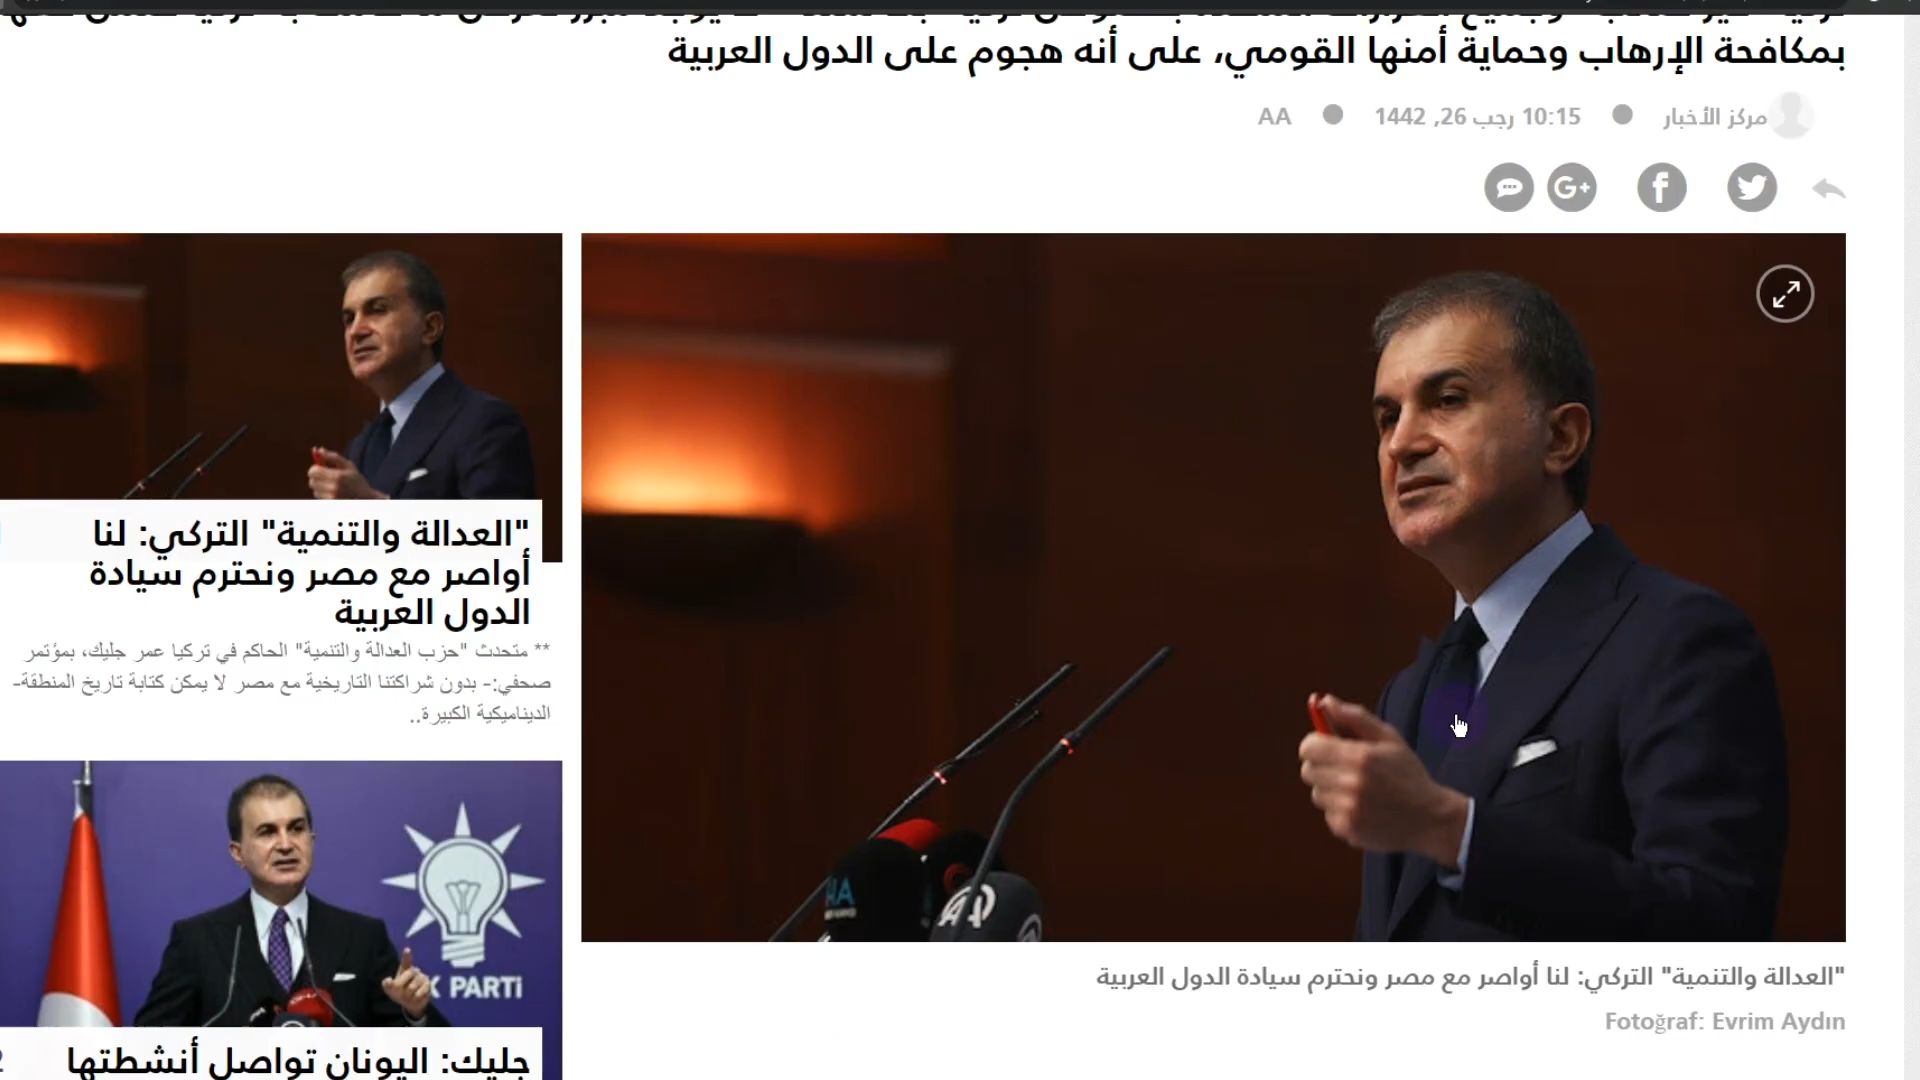 بمكافحة الإرهاب وحماية أمنها القومي، على أنه هجوم على الدول العربية
مركز الأخبار
10:15 رجب 26, 1442
AA
G+
"العدالة والتنمية" التركي: لنا أواصر مع مصر ونحترم سيادة الدول العربية
Fotoğraf: Evrim Aydın
"العدالة والتنمية" التركي: لنا
أواصر مع مصر ونحترم سيادة
الدول العربية
** متحدث "حزب العدالة والتنمية" الحاكم في تركيا عمر جليك، بمؤتمر
صحفي:- بدون شراكتنا التاريخية مع مصر لا يمكن كتابة تاريخ المنطقة-
الديناميكية الكبيرة..
K PARTi
جليك: اليونان تواصل أنشطتها